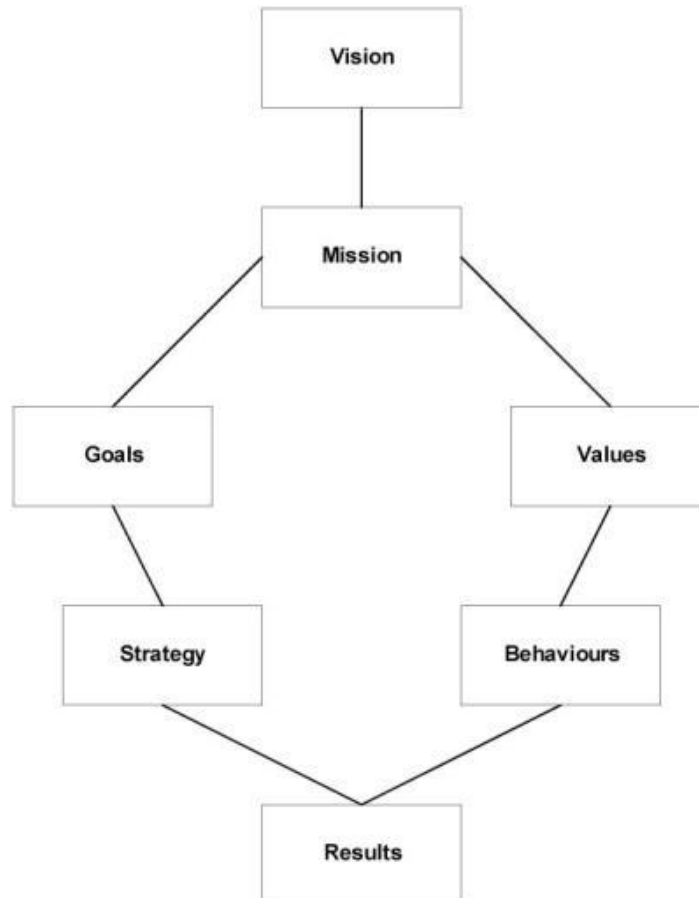 Vision
Mission
Goals
Values
Strategy
Behaviours
Results